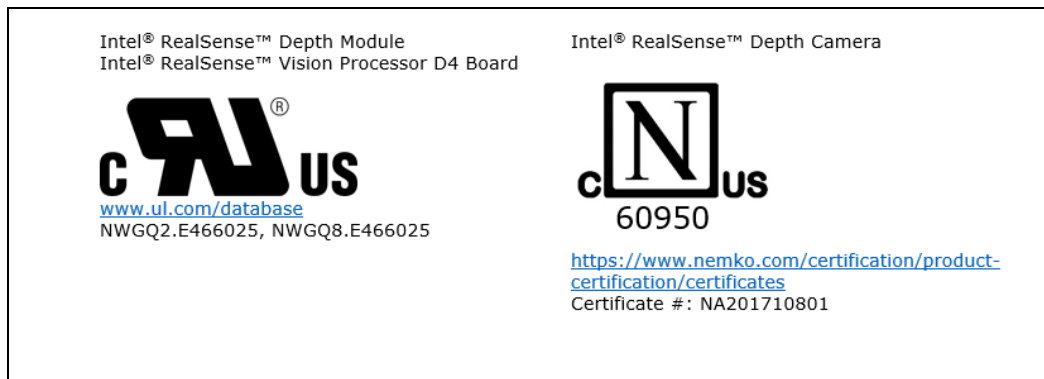 Intel® RealSense™ Depth Module
Intel® RealSense™ Vision Processor D4 Board
c RU® US
www.ul.com/database
NWGQ2.E466025, NWGQ8.E466025
Intel® RealSense™ Depth Camera
c N US
60950
https://www.nemko.com/certification/product-
certification/certificates
Certificate #: NA201710801